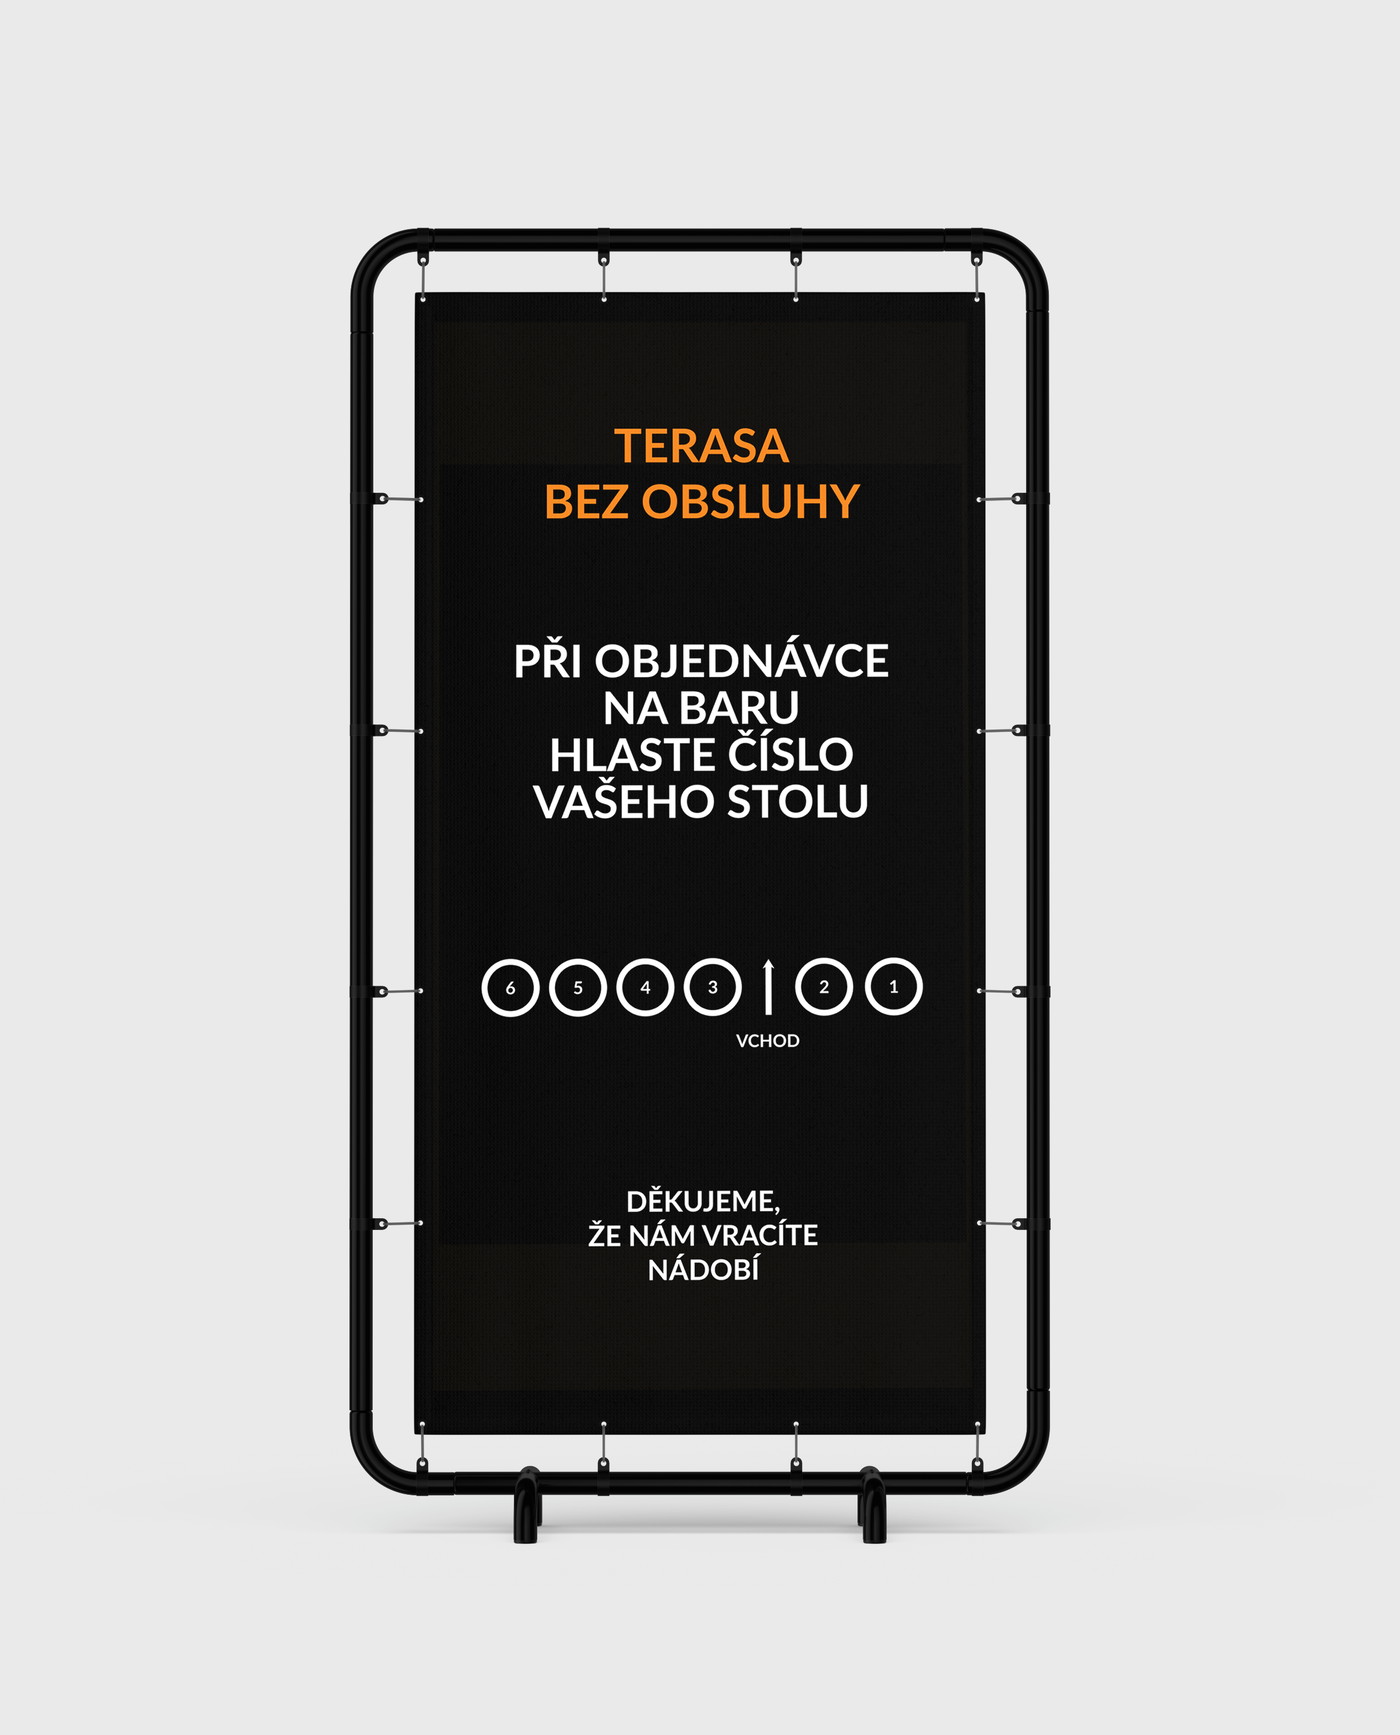 TERASA
BEZ OBSLUHY
PŘI OBJEDNÁVCE
NA BARU
HLASTE ČÍSLO
VAŠEHO STOLU
6 5 4 3 2 1
VCHOD
DĚKUJEME,
ŽE NÁM VRACÍTE
NÁDOBÍ